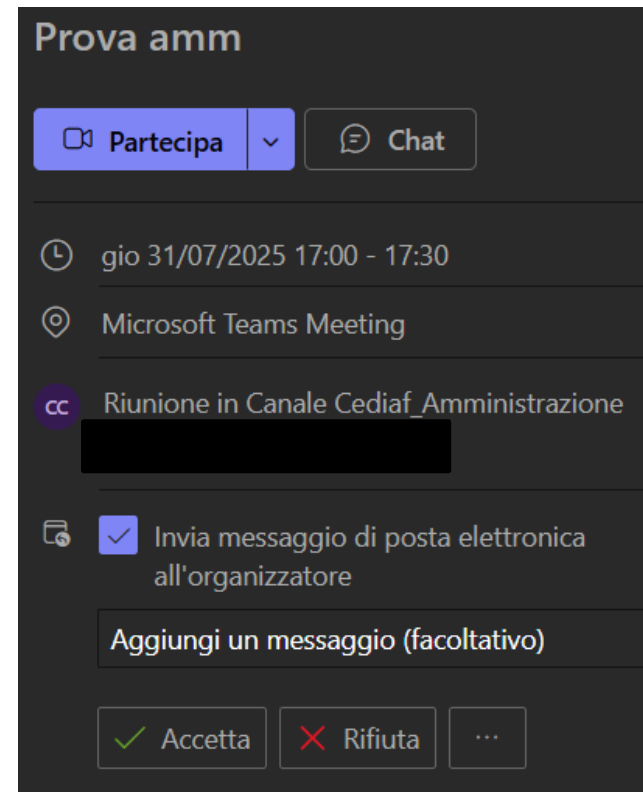 Prova amm
Partecipa
Chat
gio 31/07/2025 17:00 - 17:30
Microsoft Teams Meeting
CC
Riunione in Canale Cediaf_Amministrazione
Invia messaggio di posta elettronica
all'organizzatore
Aggiungi un messaggio (facoltativo)
Accetta
Rifiuta
...